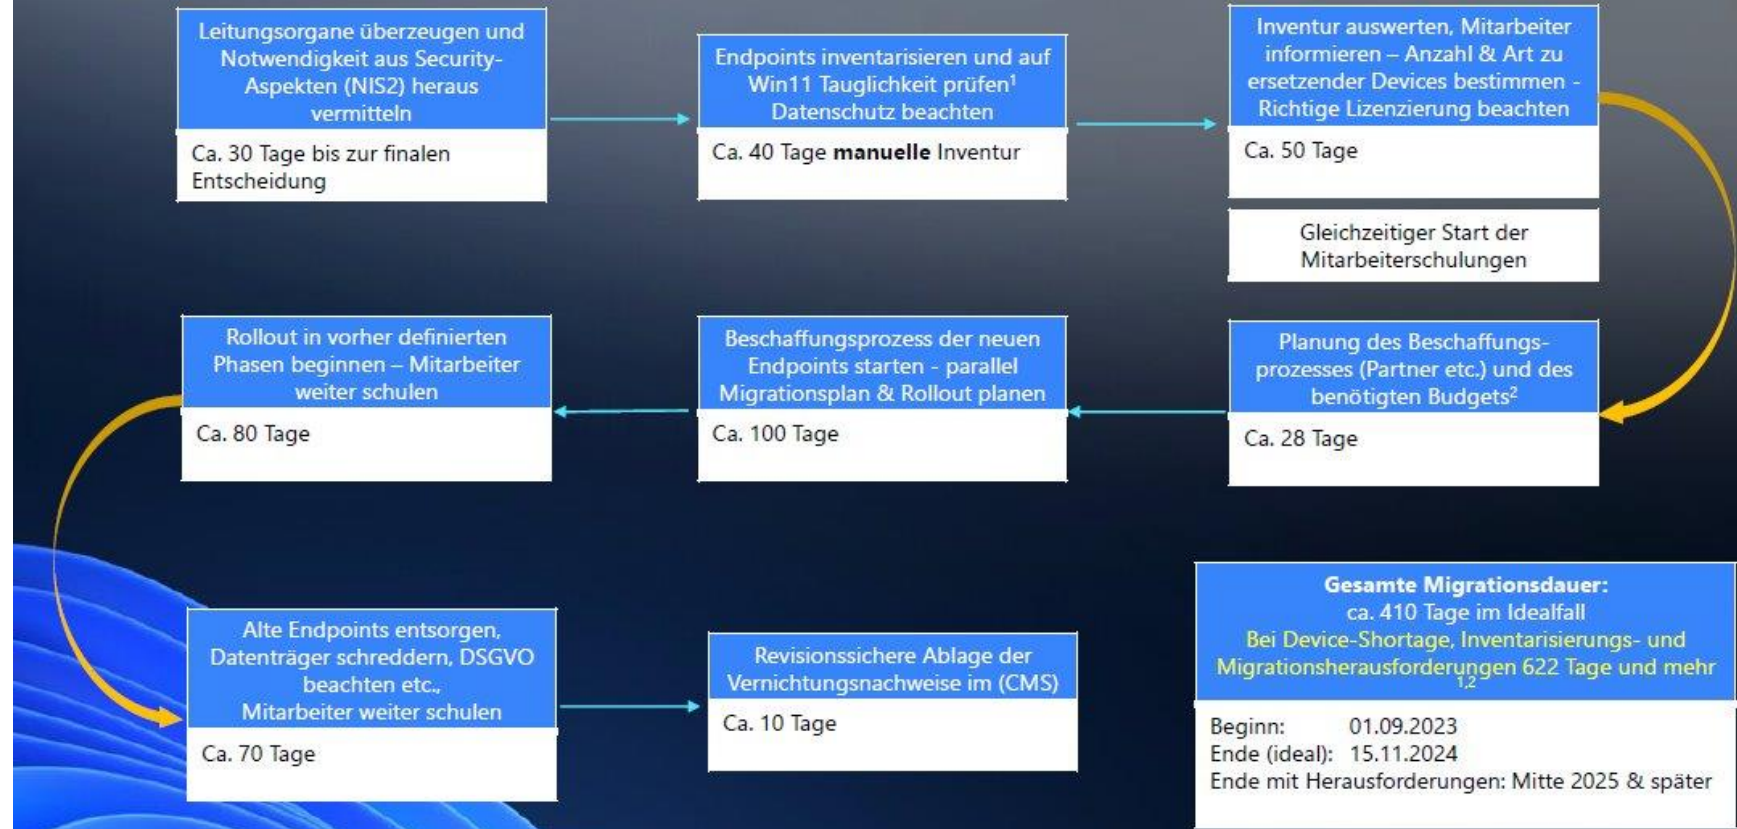 Leitungsorgane überzeugen und
Notwendigkeit aus Security-
Aspekten (NIS2) heraus
vermitteln
Ca. 30 Tage bis zur finalen
Entscheidung
Endpoints inventarisieren und auf
Win11 Tauglichkeit prüfen¹
Datenschutz beachten
Ca. 40 Tage manuelle Inventur
Inventur auswerten, Mitarbeiter
informieren – Anzahl & Art zu
ersetzender Devices bestimmen -
Richtige Lizenzierung beachten
Ca. 50 Tage
Gleichzeitiger Start der
Mitarbeiterschulungen
Planung des Beschaffungs-
prozesses (Partner etc.) und des
benötigten Budgets²
Ca. 28 Tage
Beschaffungsprozess der neuen
Endpoints starten - parallel
Migrationsplan & Rollout planen
Ca. 100 Tage
Rollout in vorher definierten
Phasen beginnen – Mitarbeiter
weiter schulen
Ca. 80 Tage
Alte Endpoints entsorgen,
Datenträger schreddern, DSGVO
beachten etc.,
Mitarbeiter weiter schulen
Ca. 70 Tage
Revisionssichere Ablage der
Vernichtungsnachweise im (CMS)
Ca. 10 Tage
Gesamte Migrationsdauer:
ca. 410 Tage im Idealfall
Bei Device-Shortage, Inventarisierungs- und
Migrationsherausforderungen 622 Tage und mehr
1,2
Beginn: 01.09.2023
Ende (ideal): 15.11.2024
Ende mit Herausforderungen: Mitte 2025 & später